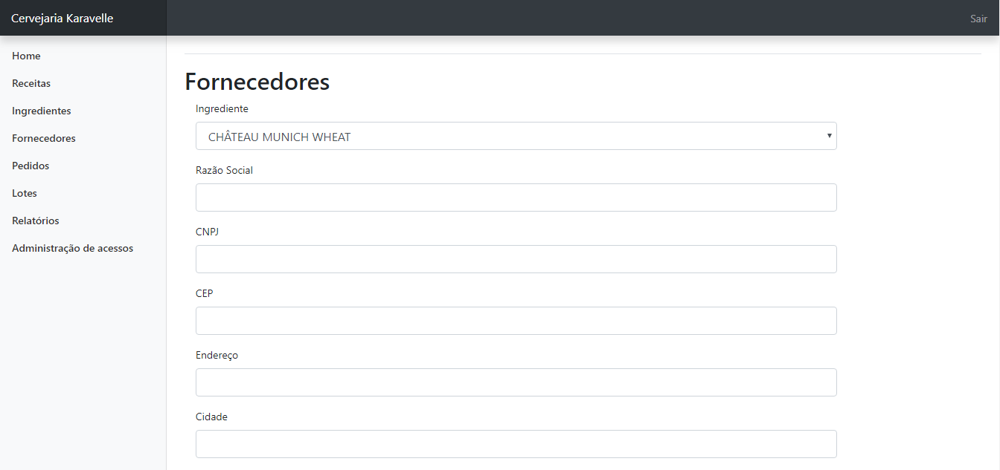 Cervejaria Karavelle
Sair
Home
Receitas
Ingredientes
Fornecedores
Pedidos
Lotes
Relatórios
Administração de acessos
Fornecedores
Ingrediente
CHÂTEAU MUNICH WHEAT
Razão Social
CNPJ
CEP
Endereço
Cidade